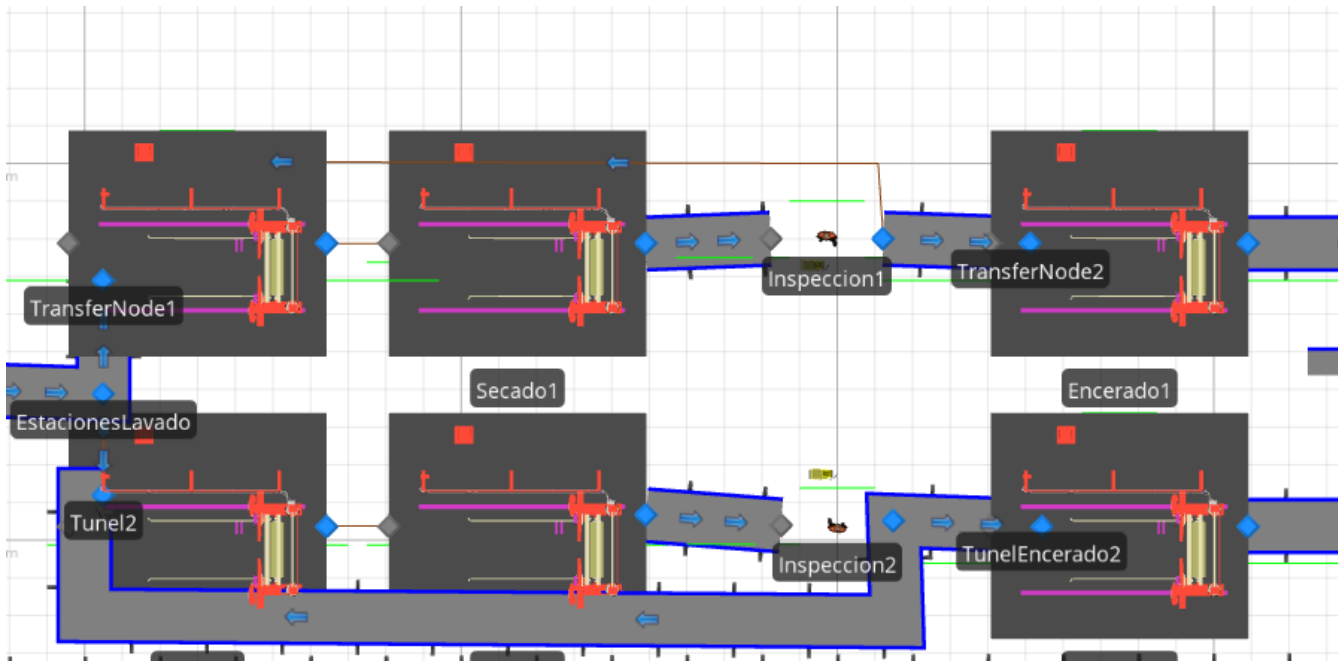 m
Inspeccion1
TransferNode2
TransferNode1
Secado1
Encerado1
EstacionesLavado
Tunel2
TunelEncerado2
Inspeccion2
m